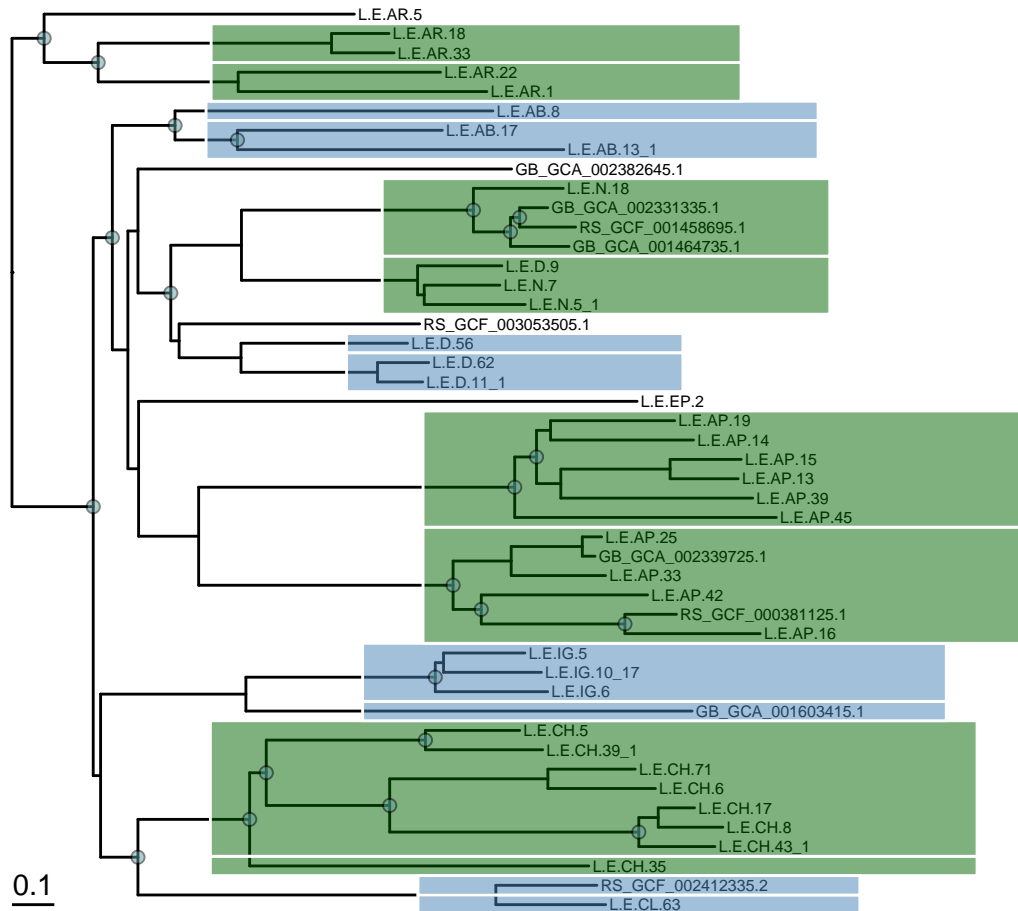 L.E.AR.5
L.E.AR.18
L.E.AR.33
L.E.AR.22
L.E.AR.1
L.E.AB.8
L.E.AB.17
L.E.AB.13_1
GB_GCA_002382645.1
L.E.N.18
GB_GCA_002331335.1
RS_GCF_001458695.1
GB_GCA_001464735.1
L.E.D.9
L.E.N.7
L.E.N.5_1
RS_GCF_003053505.1
L.E.D.56
L.E.D.62
L.E.D.11_1
L.E.EP.2
L.E.AP.19
L.E.AP.14
L.E.AP.15
L.E.AP.13
L.E.AP.39
L.E.AP.45
L.E.AP.25
GB_GCA_002339725.1
L.E.AP.33
L.E.AP.42
RS_GCF_000381125.1
L.E.AP.16
L.E.IG.5
L.E.IG.10_17
L.E.IG.6
GB_GCA_001603415.1
L.E.CH.5
L.E.CH.39_1
L.E.CH.71
L.E.CH.6
L.E.CH.17
L.E.CH.8
L.E.CH.43_1
L.E.CH.35
RS_GCF_002412335.2
L.E.CL.63
0.1